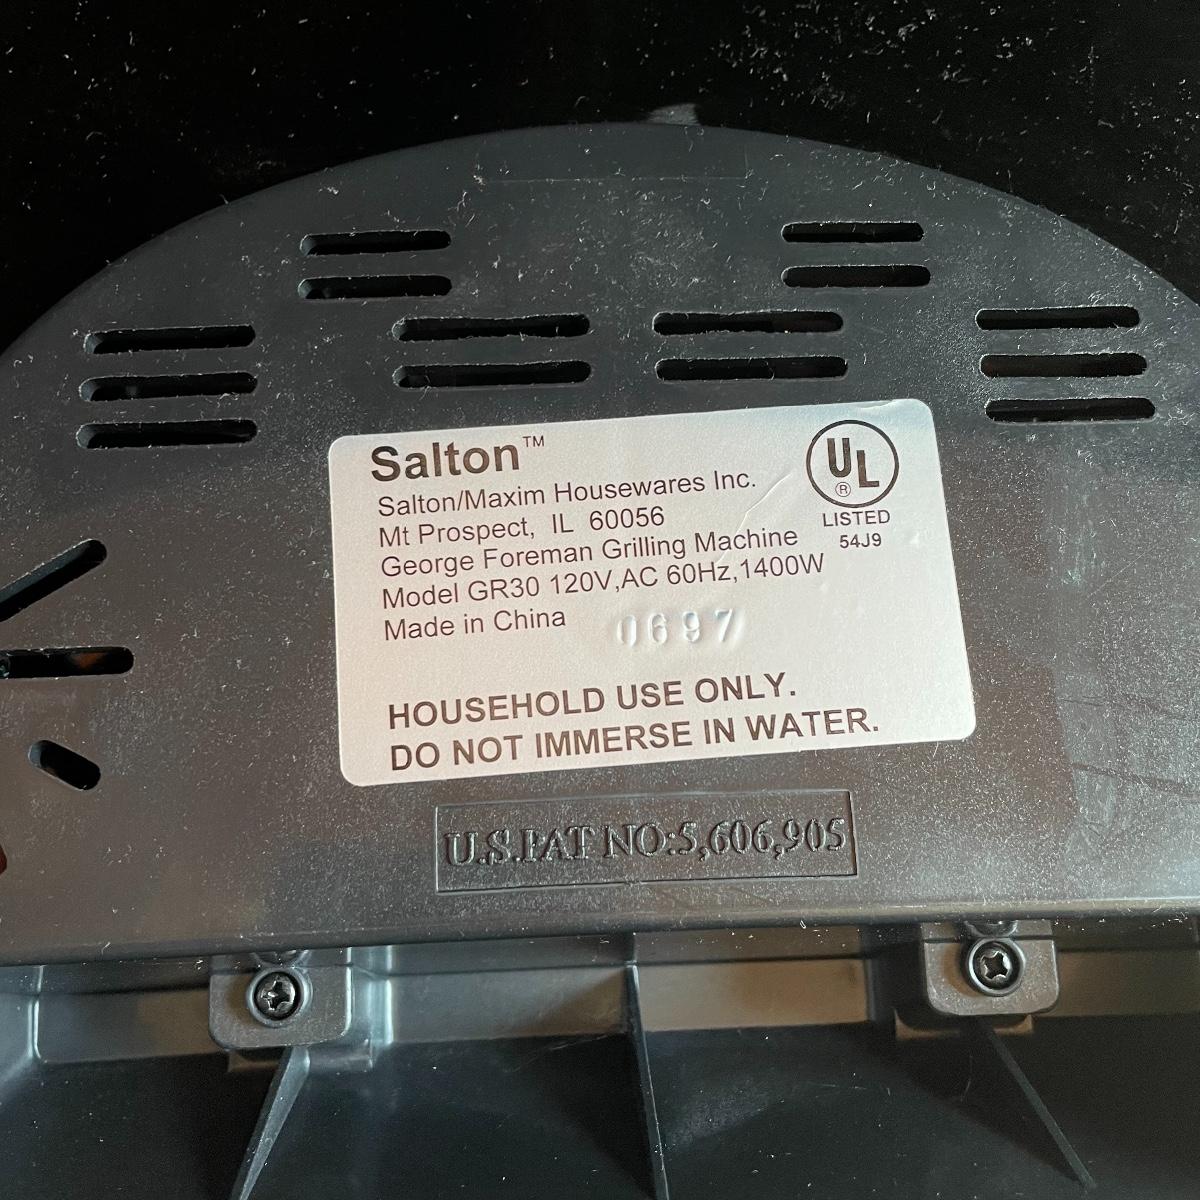 Salton™
Salton/Maxim Housewares Inc.
Mt Prospect, IL 60056
George Foreman Grilling Machine
Model GR30 120V,AC 60Hz,1400W
Made in China
0697
UL
®
LISTED
54J9
HOUSEHOLD USE ONLY.
DO NOT IMMERSE IN WATER.
U.S.PAT NO:5,606,905